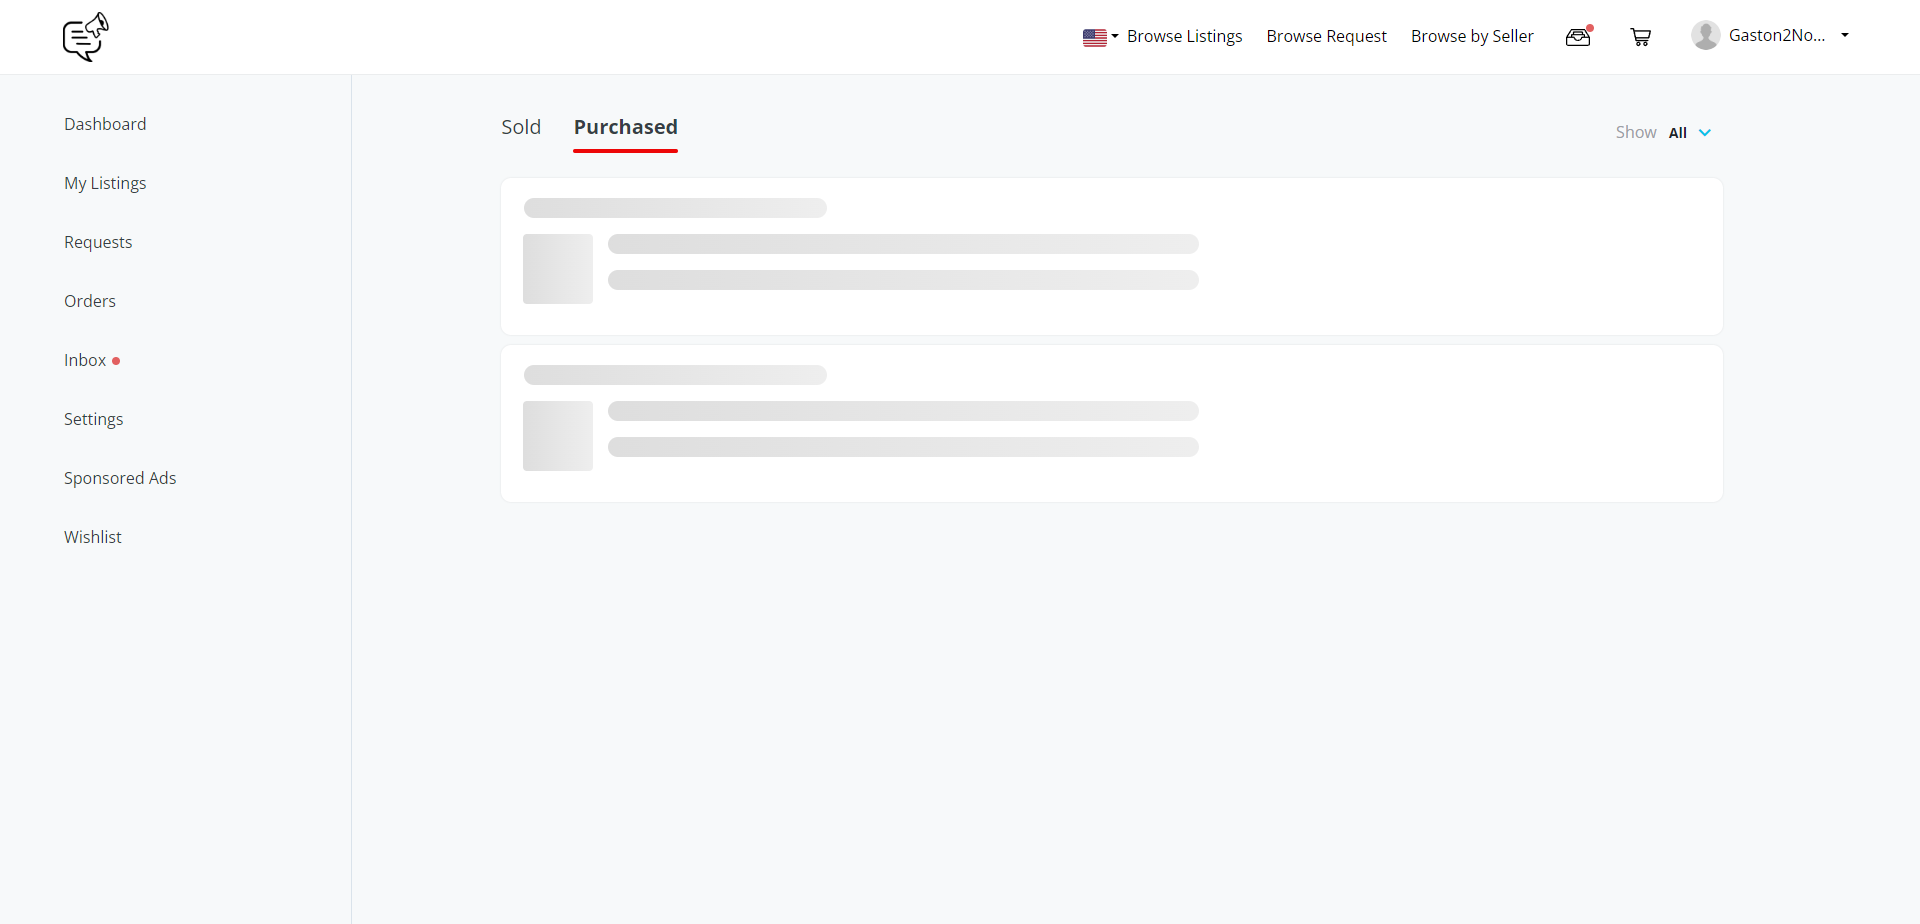 Browse Listings
Browse Request
Browse by Seller
Gaston2No...
Dashboard
My Listings
Requests
Orders
Inbox
Settings
Sponsored Ads
Wishlist
Sold
Purchased
Show All